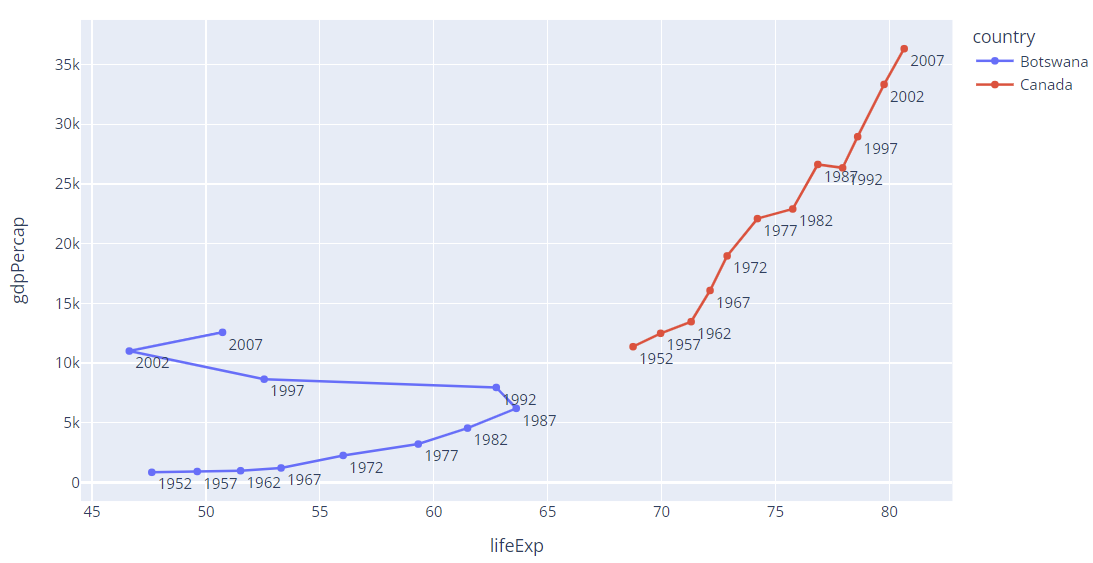 country
Botswana
Canada
gdpPercap
35k
30k
25k
20k
15k
10k
5k
0
2007
2002
1997
1987
1992
1982
1977
1972
1967
1962
1957
1952
2007
2002
1997
1992
1987
1982
1977
1972
1952 1957 1962 1967
45 50 55 60 65 70 75 80
lifeExp